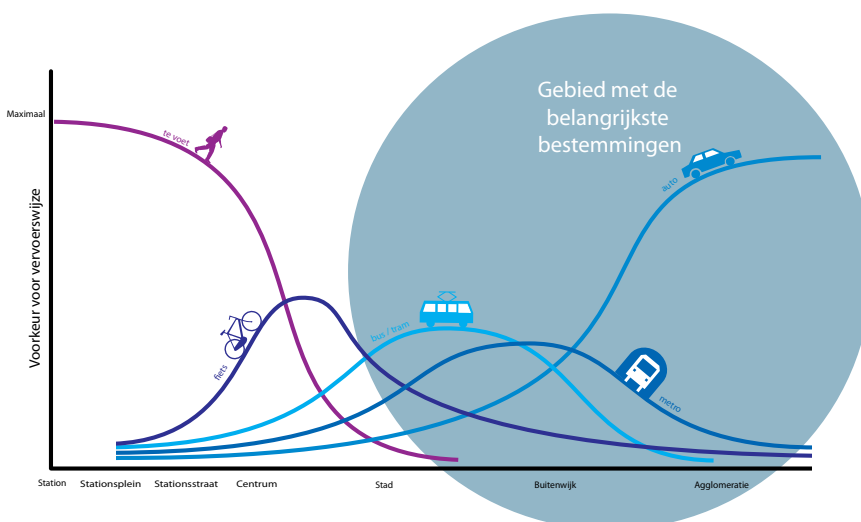 Gebied met de
belangrijkste
bestemmingen
Maximaal
te voet
auto
Voorkeur voor vervoerswijze
bus / tram
fiets
metro
Station Stationsplein Stationsstraat Centrum Stad Buitenwijk Agglomeratie